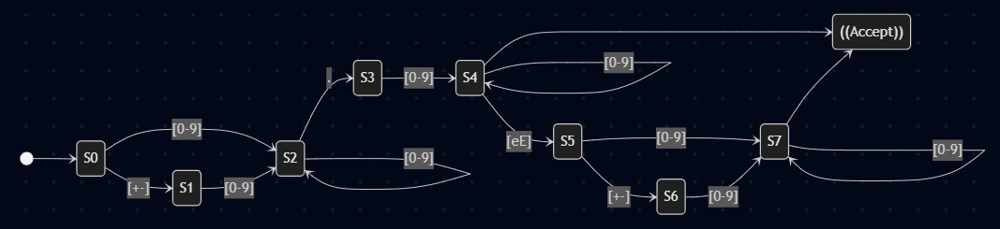 ((Accept))
[0-9]
.
S3
[0-9]
S4
[0-9]
S0
[+-]
S1
[0-9]
S2
[0-9]
[eE]
S5
[0-9]
[+-]
S6
[0-9]
S7
[0-9]